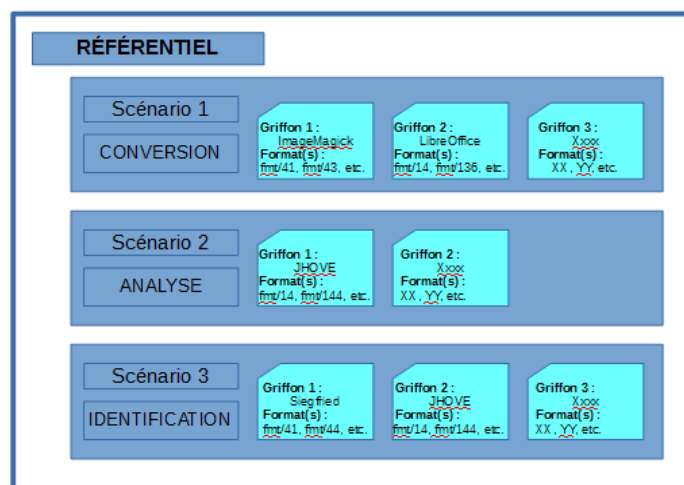 RÉFÉRENTIEL
Scénario 1
CONVERSION
Griffon 1 :
ImageMagick
Format(s) :
fmt/41, fmt/43, etc.
Griffon 2 :
LibreOffice
Format(s) :
fmt/14, fmt/136, etc.
Griffon 3 :
Xxxx
Format(s) :
XX , YY, etc.
Scénario 2
ANALYSE
Griffon 1 :
JHOVE
Format(s) :
fmt/14, fmt/144, etc.
Griffon 2 :
Xxxx
Format(s) :
XX , YY, etc.
Scénario 3
IDENTIFICATION
Griffon 1 :
Siegfried
Format(s) :
fmt/41, fmt/44, etc.
Griffon 2 :
JHOVE
Format(s) :
fmt/14, fmt/144, etc.
Griffon 3 :
Xxxx
Format(s) :
XX , YY, etc.